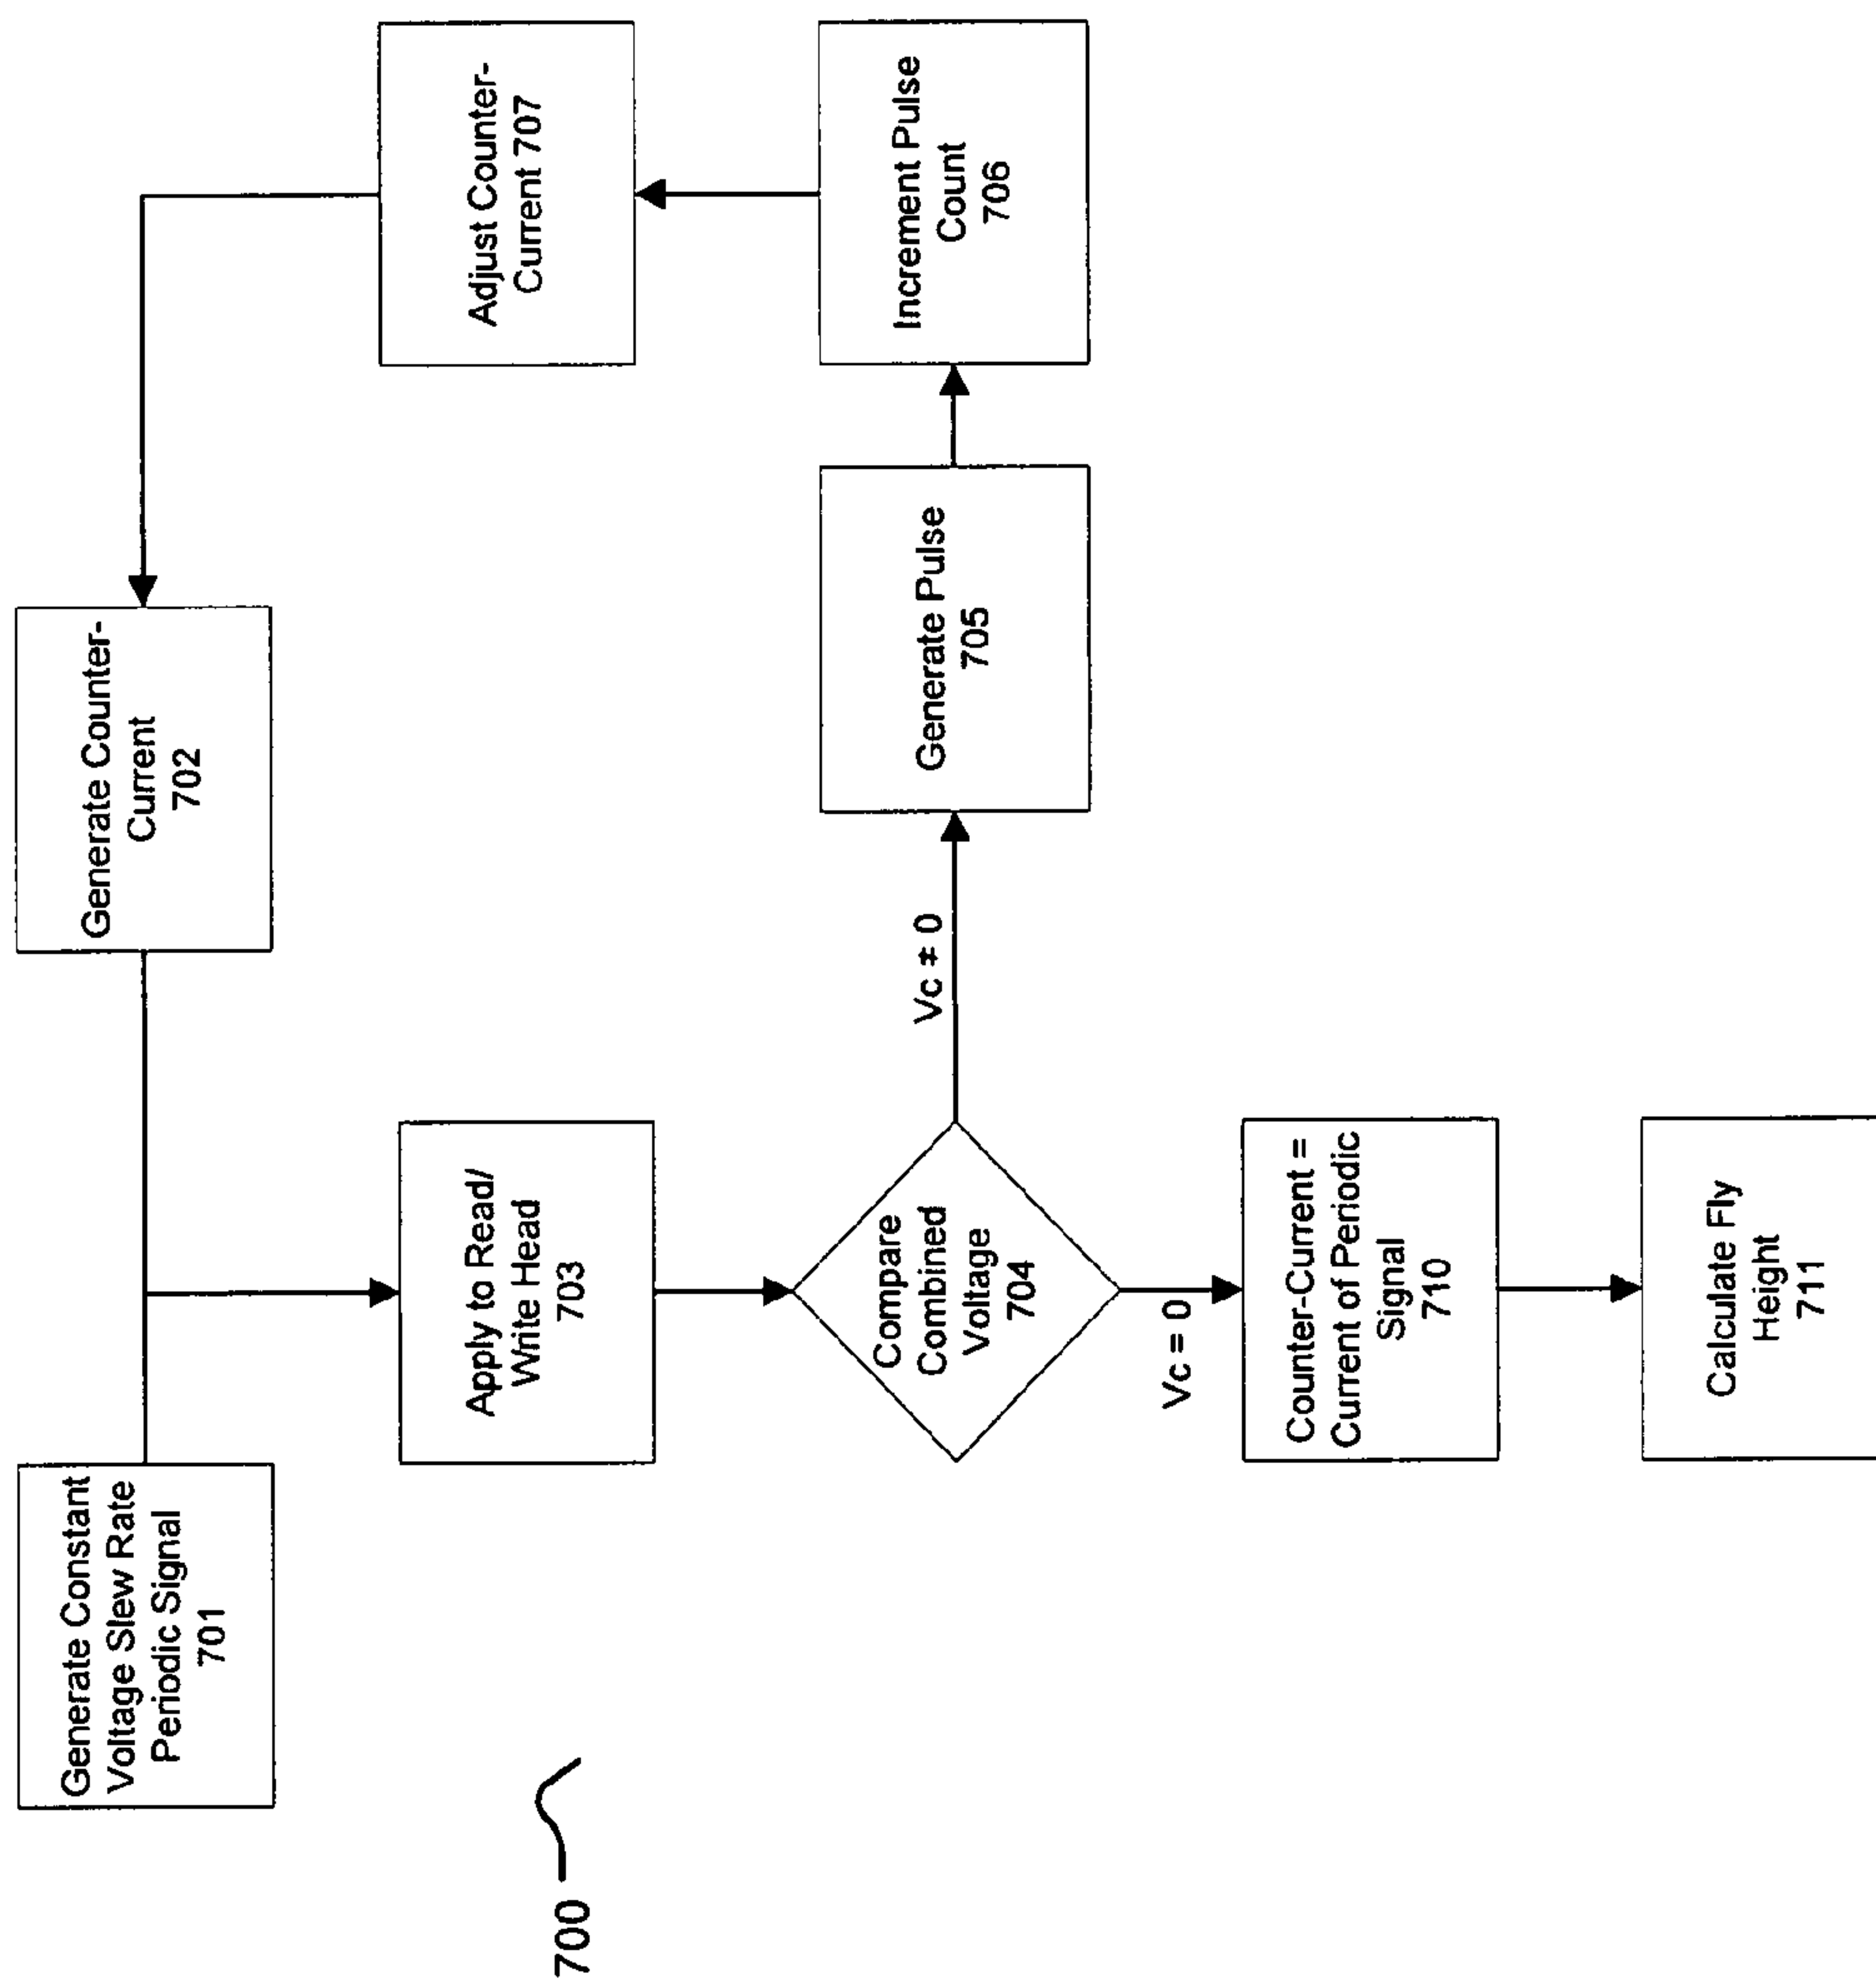 Generate Constant
Voltage Slew Rate
Periodic Signal
701
Generate Counter-
Current
702
Apply to Read/
Write Head
703
Adjust Counter-
Current 707
Compare
Combined
Voltage
704
Vc ≠ 0
Generate Pulse
705
Increment Pulse
Count
706
Vc = 0
Counter-Current =
Current of Periodic
Signal
710
Calculate Fly
Height
711
700